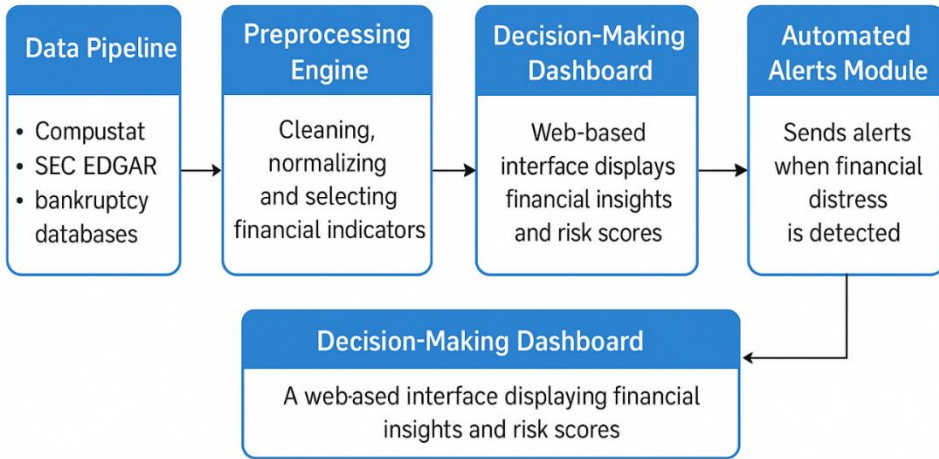 Data Pipeline
• Compustat
• SEC EDGAR
• bankruptcy
databases
Preprocessing
Engine
Cleaning,
normalizing
and selecting
financial indicators
Decision-Making
Dashboard
Web-based
interface displays
financial insights
and risk scores
Automated
Alerts Module
Sends alerts
when financial
distress
is detected
Decision-Making Dashboard
A web-based interface displaying financial
insights and risk scores